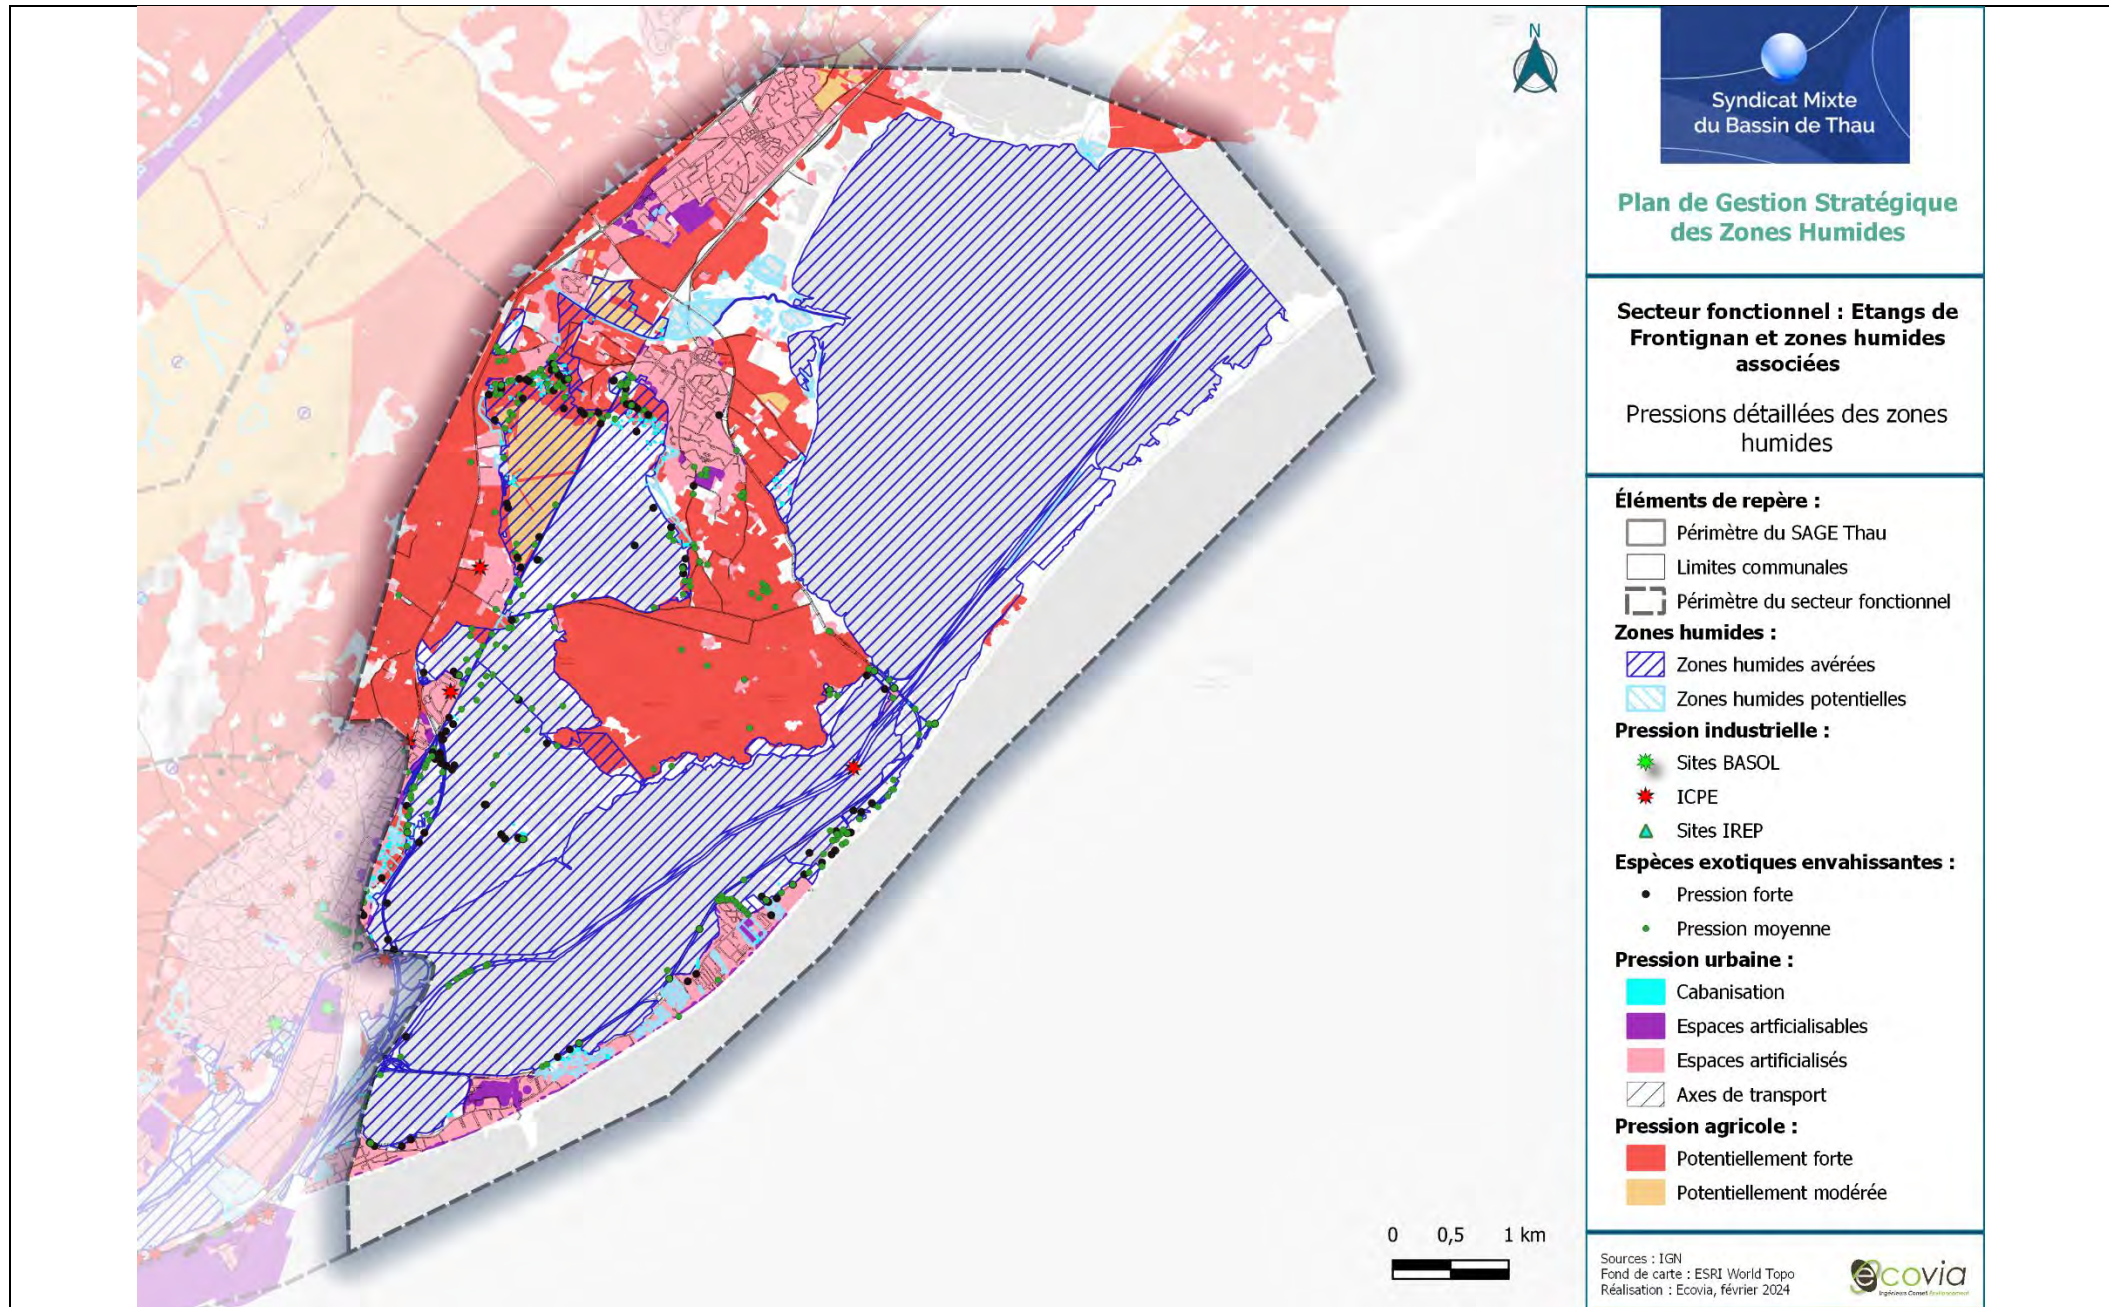 N
Syndicat Mixte
du Bassin de Thau
Plan de Gestion Stratégique
des Zones Humides
Secteur fonctionnel : Etangs de
Frontignan et zones humides
associées
Pressions détaillées des zones
humides
Éléments de repère :
Périmètre du SAGE Thau
Limites communales
Périmètre du secteur fonctionnel
Zones humides :
Zones humides avérées
Zones humides potentielles
Pression industrielle :
Sites BASOL
ICPE
Sites IREP
Espèces exotiques envahissantes :
Pression forte
Pression moyenne
Pression urbaine :
Cabanisation
Espaces artficialisables
Espaces artificialisés
Axes de transport
Pression agricole :
Potentiellement forte
Potentiellement modérée
0 0,5 1 km
Sources : IGN
Fond de carte : ESRI World Topo
Réalisation : Ecovia, février 2024
ecovia
Ingénieurs Conseil Environnement